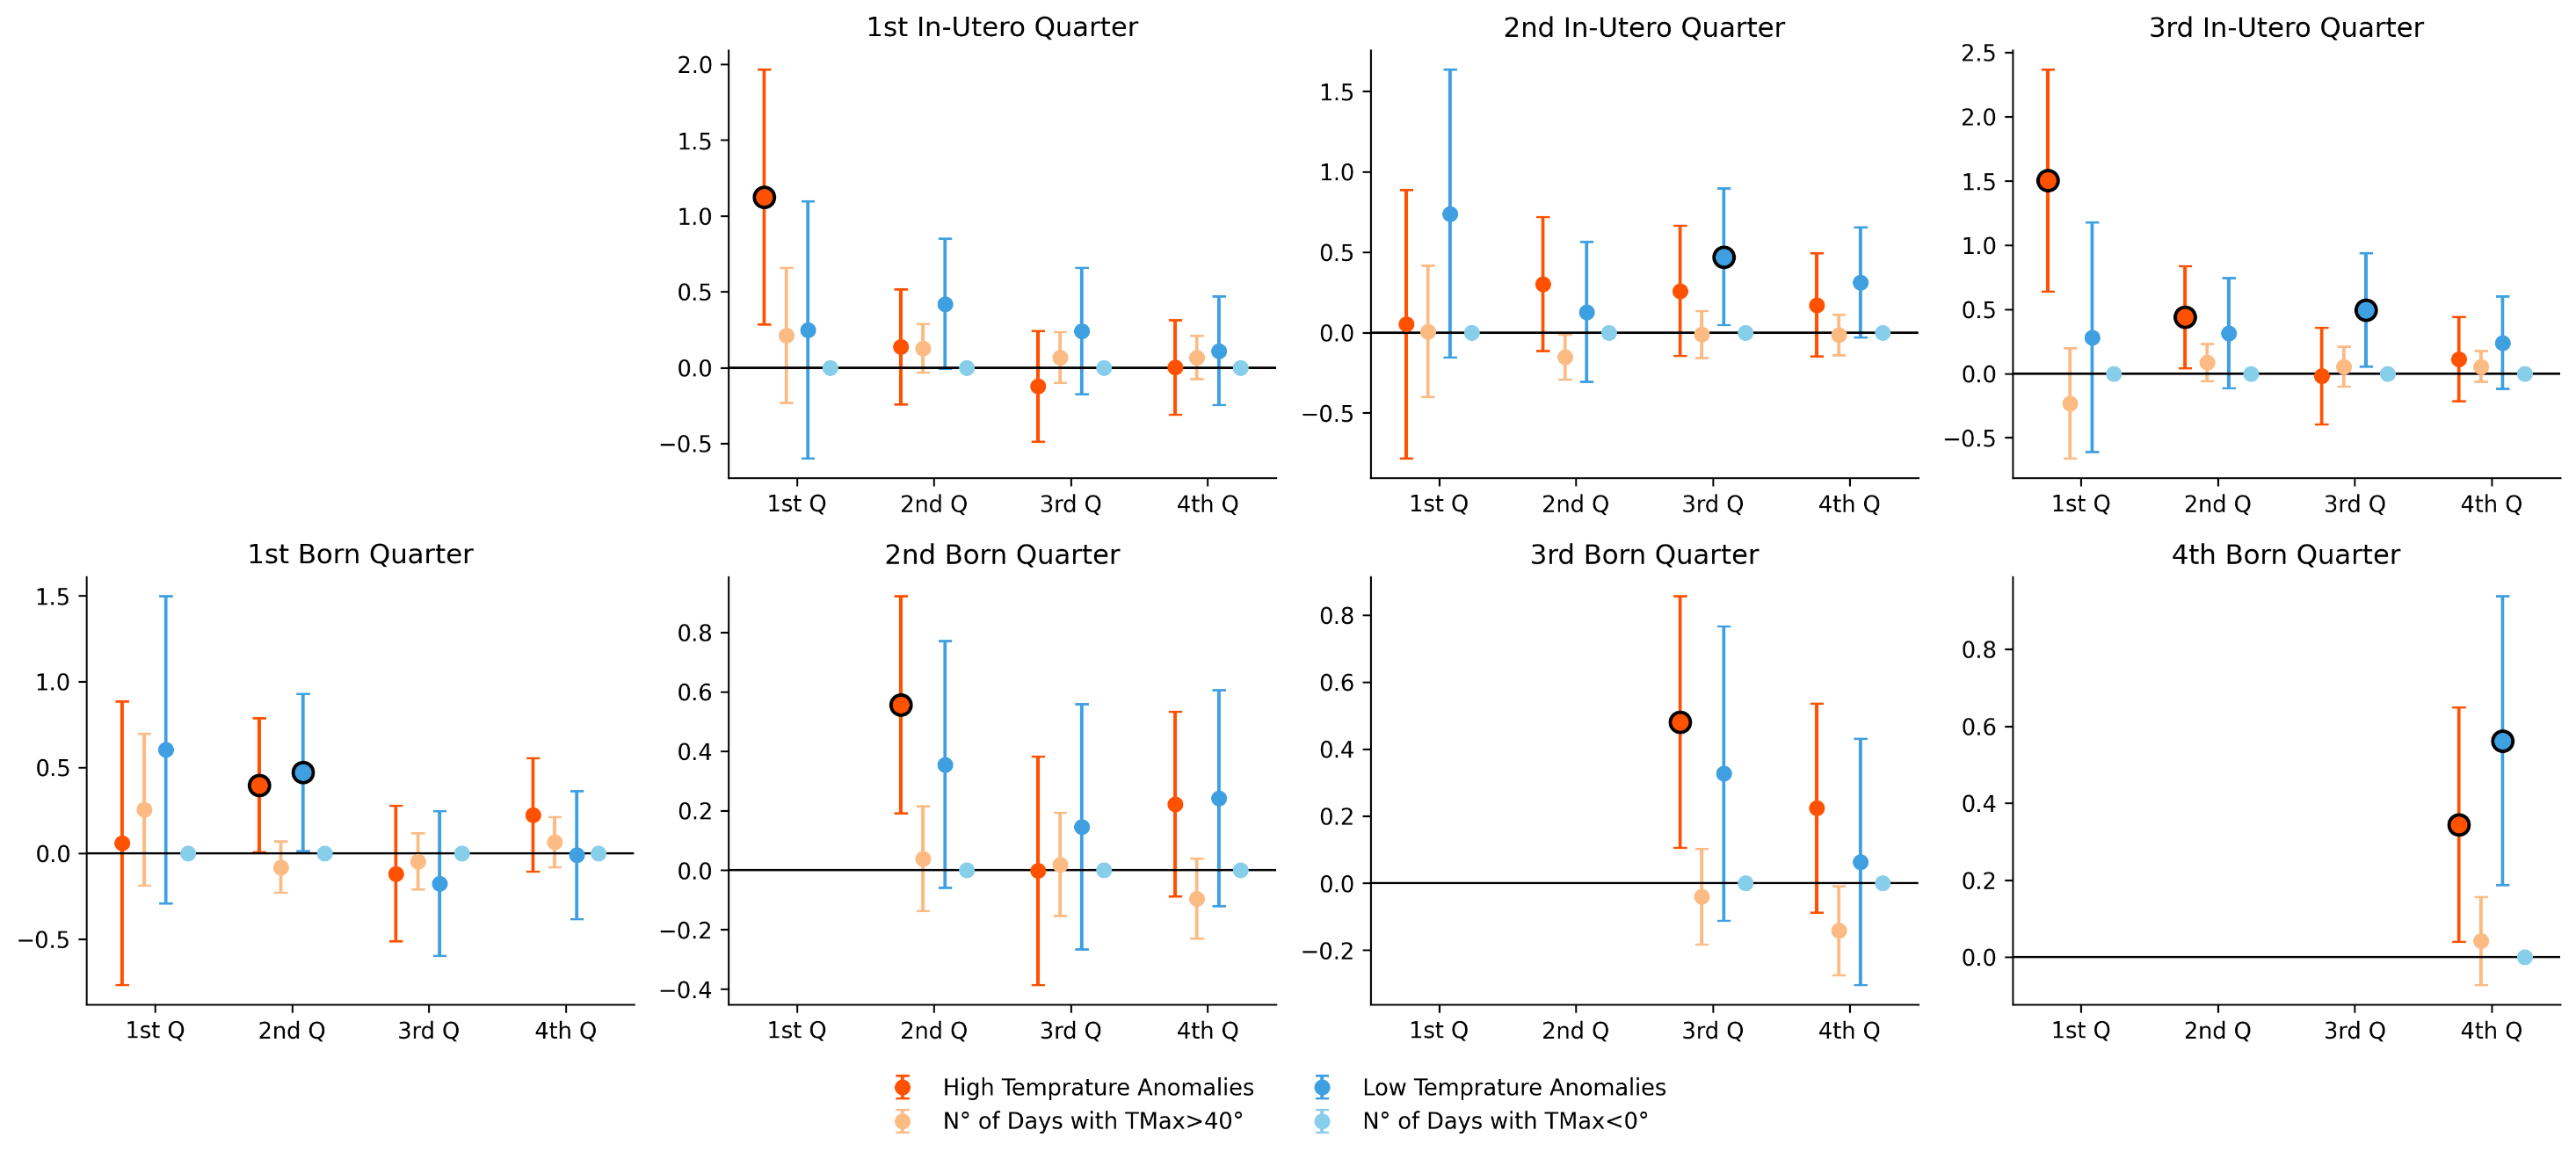 1st In-Utero Quarter
2.0
1.5
1.0
0.5
0.0
−0.5
1st Q 2nd Q 3rd Q 4th Q
2nd In-Utero Quarter
1.5
1.0
0.5
0.0
−0.5
1st Q 2nd Q 3rd Q 4th Q
3rd In-Utero Quarter
2.5
2.0
1.5
1.0
0.5
0.0
−0.5
1st Q 2nd Q 3rd Q 4th Q
1st Born Quarter
1.5
1.0
0.5
0.0
−0.5
1st Q 2nd Q 3rd Q 4th Q
2nd Born Quarter
0.8
0.6
0.4
0.2
0.0
−0.2
−0.4
1st Q 2nd Q 3rd Q 4th Q
3rd Born Quarter
0.8
0.6
0.4
0.2
0.0
−0.2
1st Q 2nd Q 3rd Q 4th Q
4th Born Quarter
0.8
0.6
0.4
0.2
0.0
1st Q 2nd Q 3rd Q 4th Q
High Temprature Anomalies
N° of Days with TMax>40°
Low Temprature Anomalies
N° of Days with TMax<0°